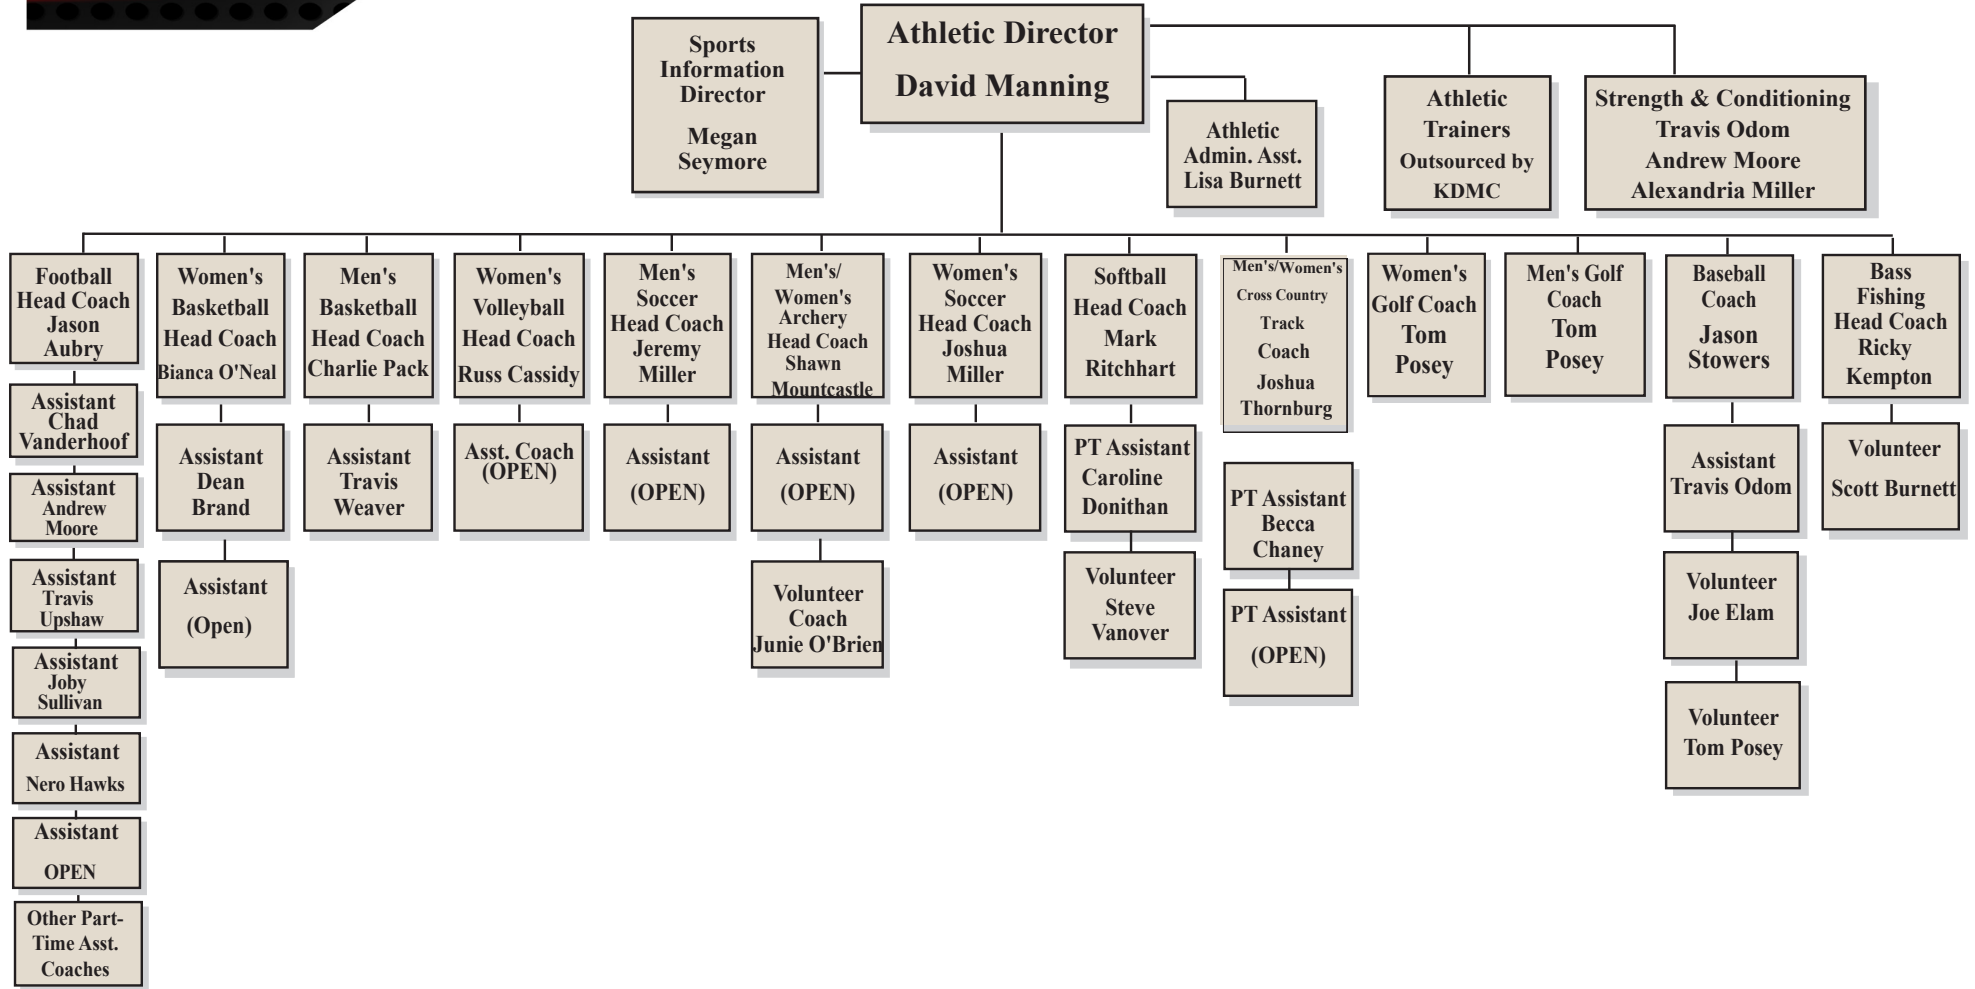 Athletic Director
David Manning
Sports
Information
Director
Megan
Seymore
Athletic
Admin. Asst.
Lisa Burnett
Athletic
Trainers
Outsourced by
KDMC
Strength & Conditioning
Travis Odom
Andrew Moore
Alexandria Miller
Football
Head Coach
Jason
Aubry
Assistant
Chad
Vanderhoof
Assistant
Andrew
Moore
Assistant
Travis
Upshaw
Assistant
Joby
Sullivan
Assistant
Nero Hawks
Assistant
OPEN
Other Part-
Time Asst.
Coaches
Women's
Basketball
Head Coach
Bianca O'Neal
Assistant
Dean
Brand
Assistant
(Open)
Men's
Basketball
Head Coach
Charlie Pack
Assistant
Travis
Weaver
Women's
Volleyball
Head Coach
Russ Cassidy
Asst. Coach
(OPEN)
Men's
Soccer
Head Coach
Jeremy
Miller
Assistant
(OPEN)
Men's/
Women's
Archery
Head Coach
Shawn
Mountcastle
Assistant
(OPEN)
Volunteer
Coach
Junie O'Brien
Women's
Soccer
Head Coach
Joshua
Miller
Assistant
(OPEN)
Softball
Head Coach
Mark
Ritchhart
PT Assistant
Caroline
Donithan
Volunteer
Steve
Vanover
Men's/Women's
Cross Country
Track
Coach
Joshua
Thornburg
PT Assistant
Becca
Chaney
PT Assistant
(OPEN)
Women's
Golf Coach
Tom
Posey
Men's Golf
Coach
Tom
Posey
Baseball
Coach
Jason
Stowers
Assistant
Travis Odom
Volunteer
Joe Elam
Volunteer
Tom Posey
Bass
Fishing
Head Coach
Ricky
Kempton
Volunteer
Scott Burnett